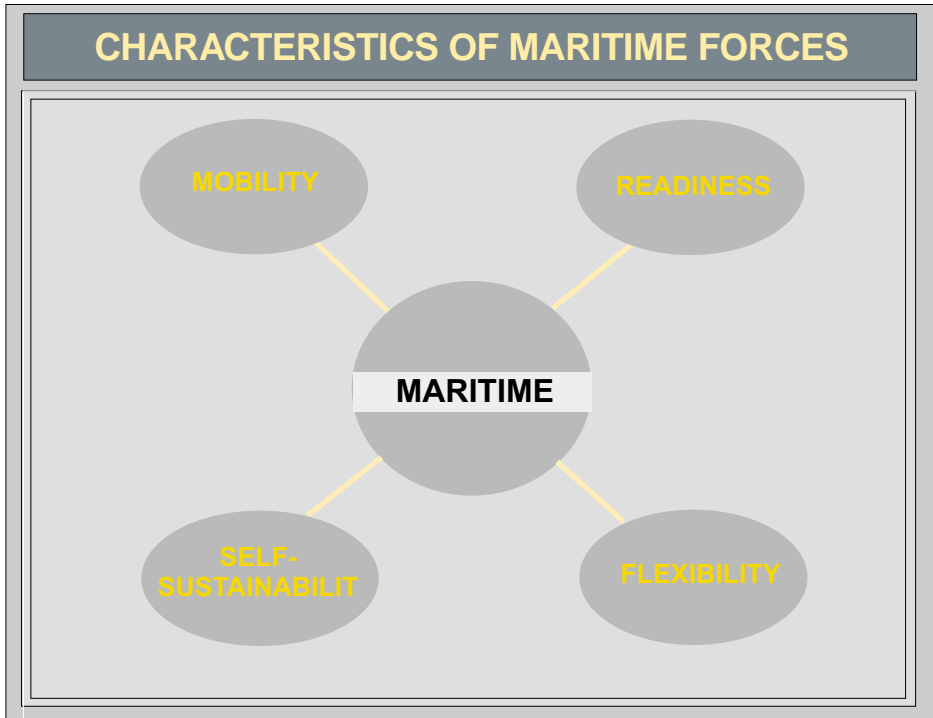 CHARACTERISTICS OF MARITIME FORCES
MOBILITY
READINESS
MARITIME
SELF-
SUSTAINABILIT
FLEXIBILITY